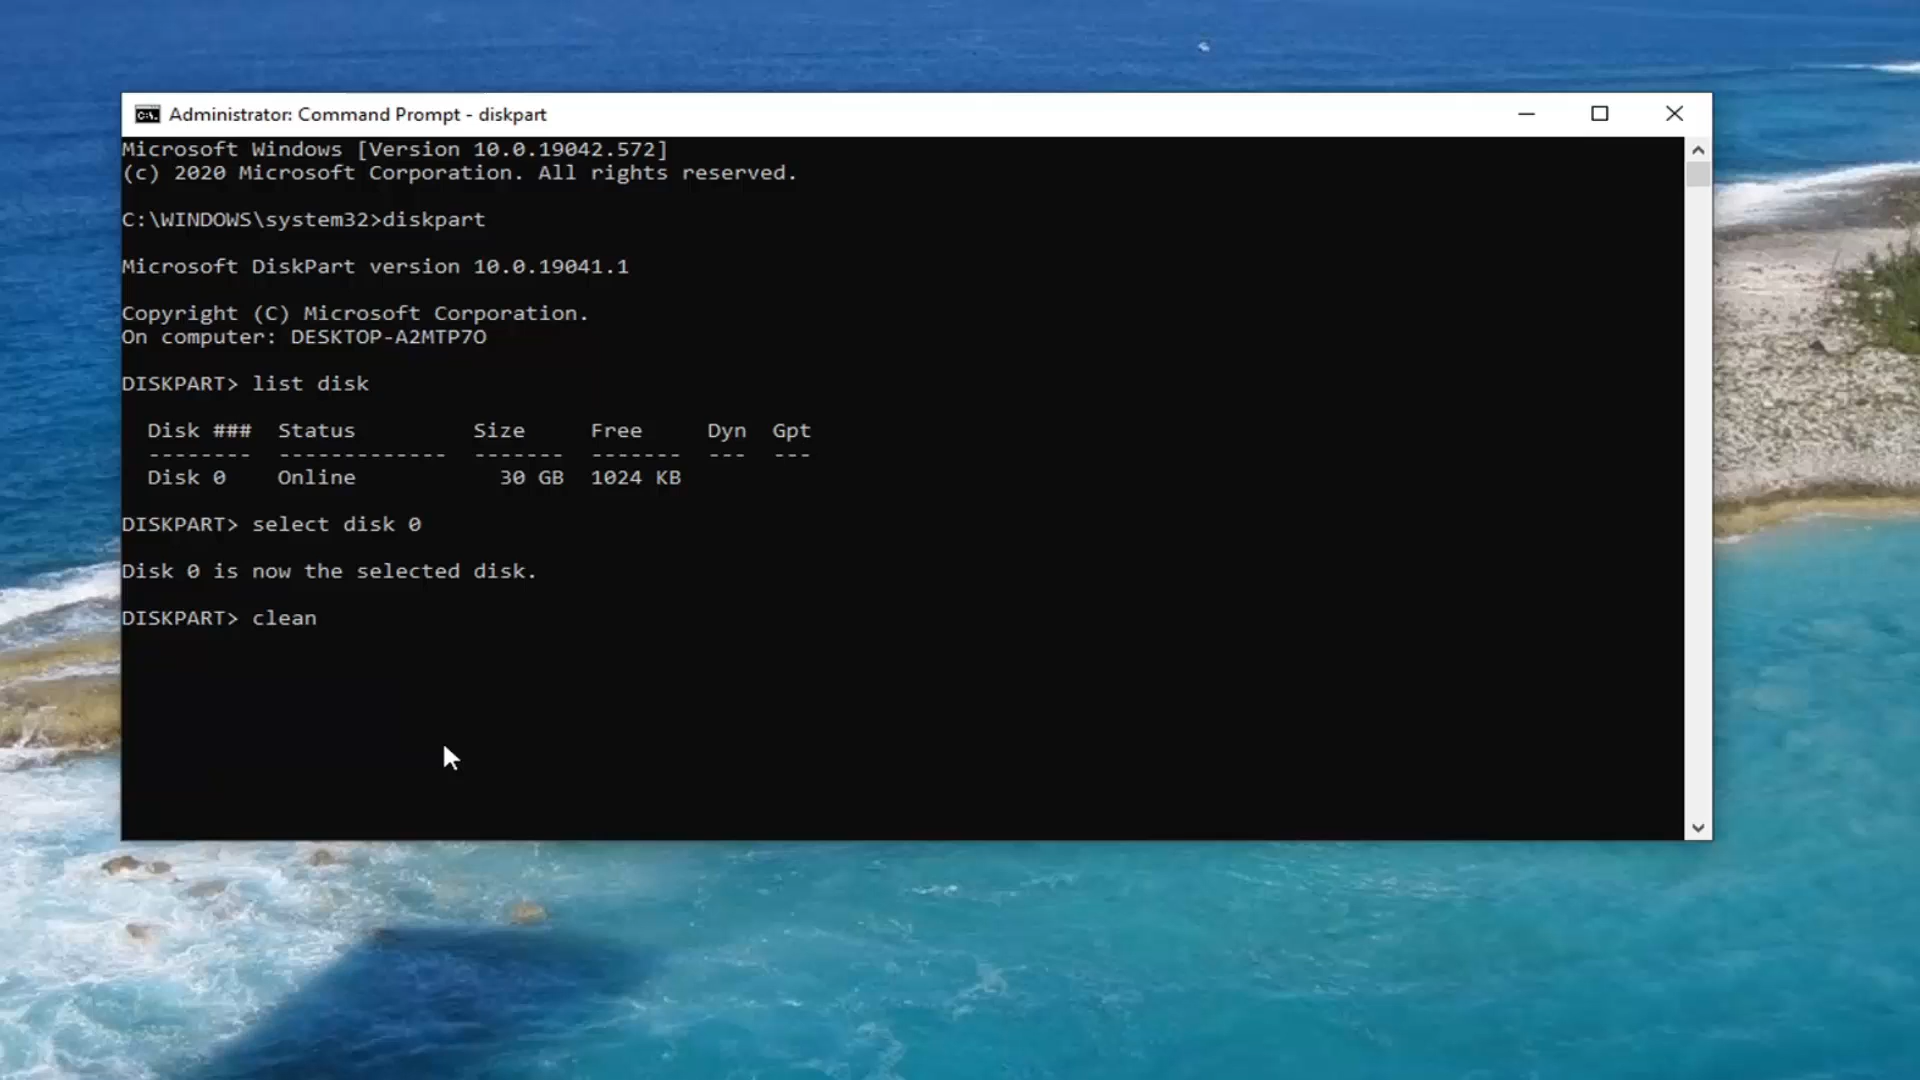 Administrator: Command Prompt - diskpart
Microsoft Windows [Version 10.0.19042.572]
(c) 2020 Microsoft Corporation. All rights reserved.
C:\WINDOWS\system32>diskpart
Microsoft DiskPart version 10.0.19041.1
Copyright (C) Microsoft Corporation.
On computer: DESKTOP-A2MTP7O
DISKPART> list disk
  Disk ###  Status         Size     Free     Dyn  Gpt
  --------  -------------  -------  -------  ---  ---
  Disk 0    Online           30 GB  1024 KB
DISKPART> select disk 0
Disk 0 is now the selected disk.
DISKPART> clean